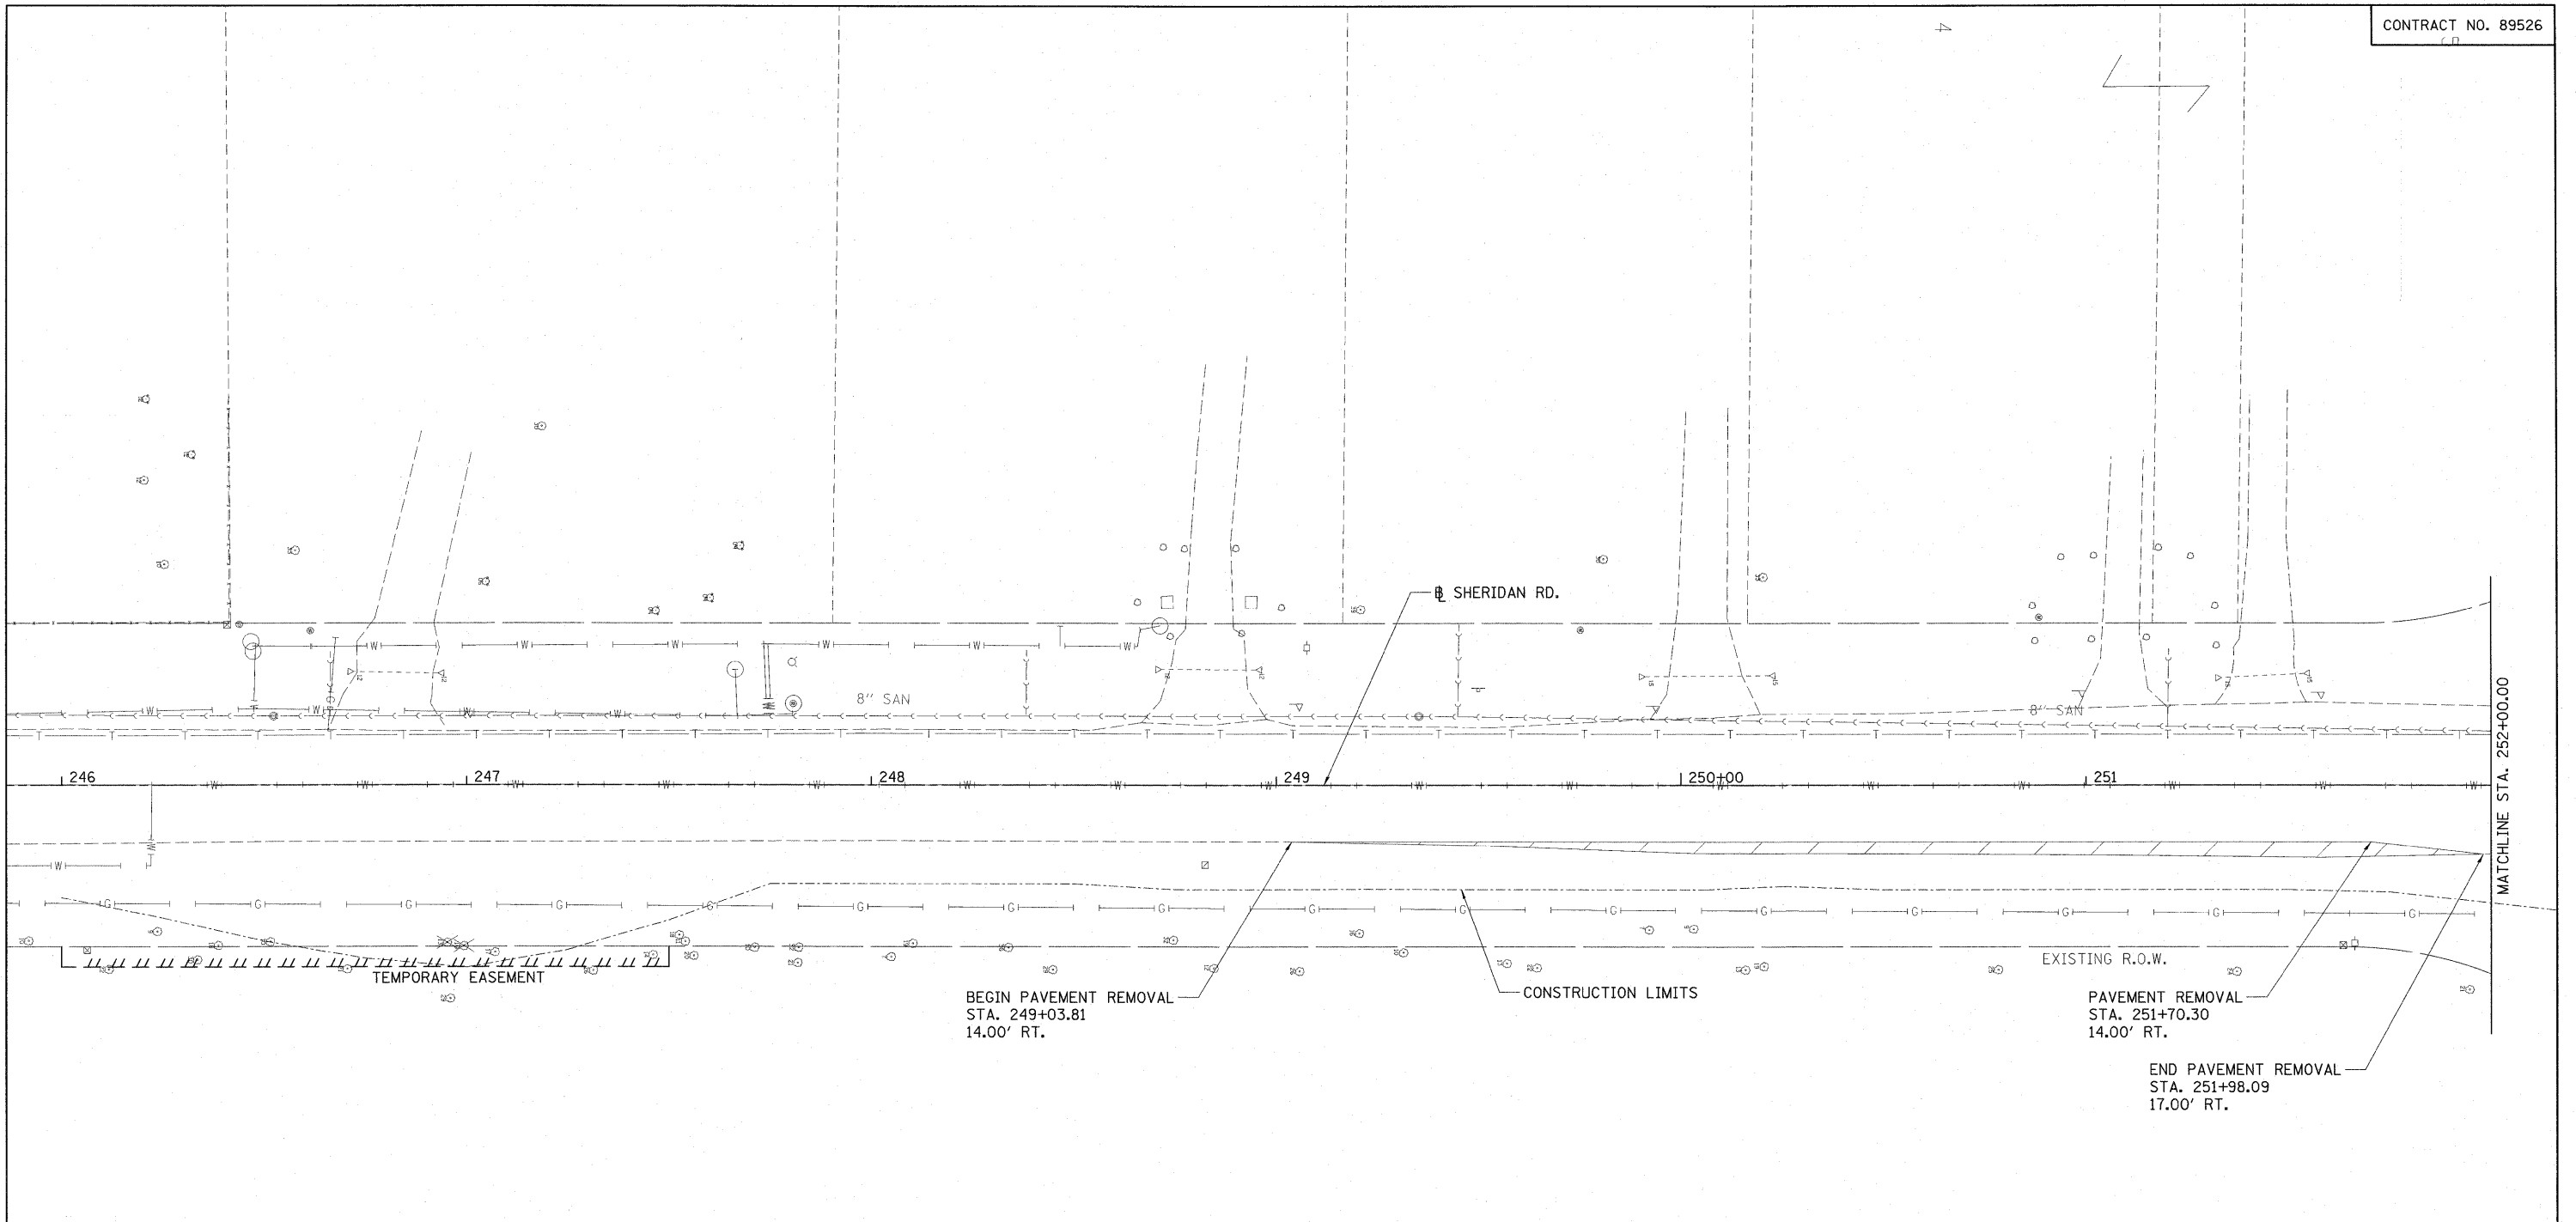 CONTRACT NO. 89526
℄ SHERIDAN RD.
8" SAN
8" SAN
246
247
248
249
250+00
251
MATCHLINE STA. 252+00.00
TEMPORARY EASEMENT
EXISTING R.O.W.
BEGIN PAVEMENT REMOVAL
STA. 249+03.81
14.00' RT.
CONSTRUCTION LIMITS
PAVEMENT REMOVAL
STA. 251+70.30
14.00' RT.
END PAVEMENT REMOVAL
STA. 251+98.09
17.00' RT.